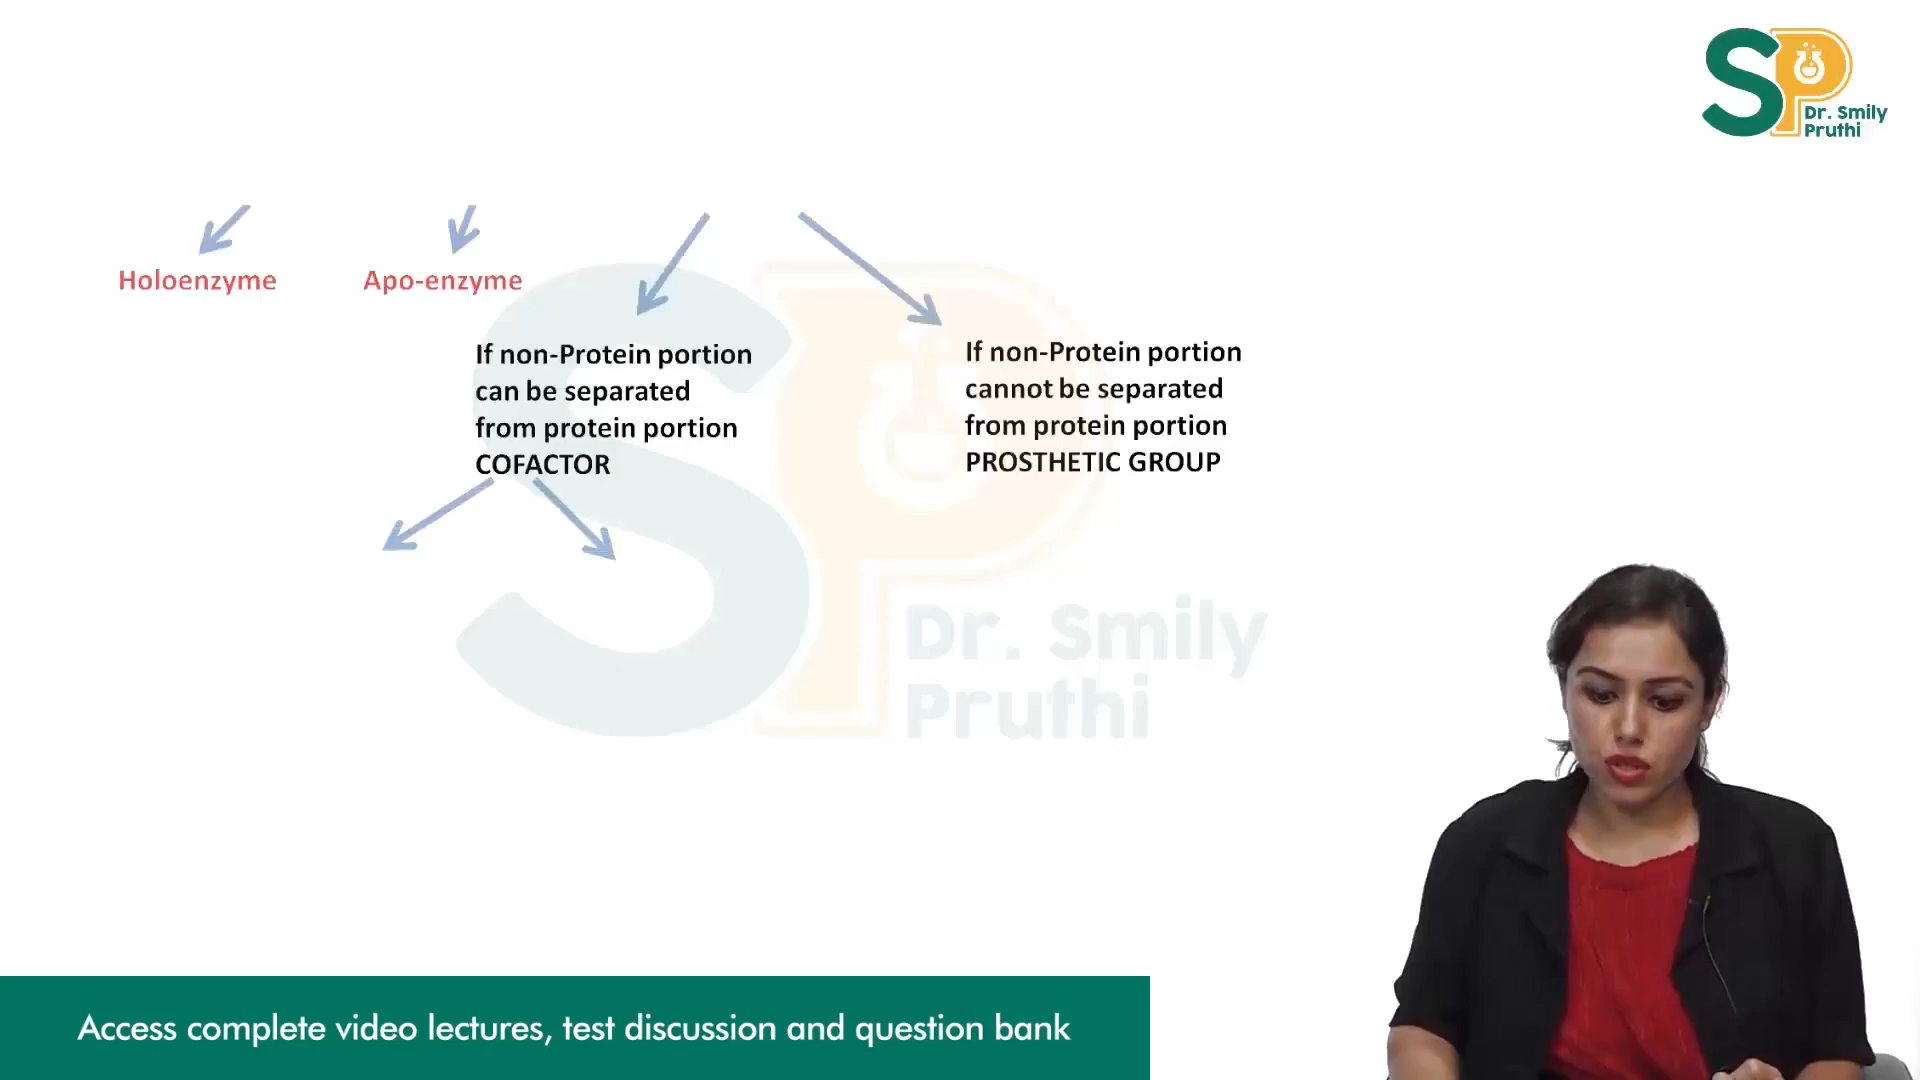 SP
Dr. Smily
Pruthi
Holoenzyme
Apo-enzyme
If non-Protein portion
can be separated
from protein portion
COFACTOR
If non-Protein portion
cannot be separated
from protein portion
PROSTHETIC GROUP
SP
Dr. Smily
Pruthi
Access complete video lectures, test discussion and question bank